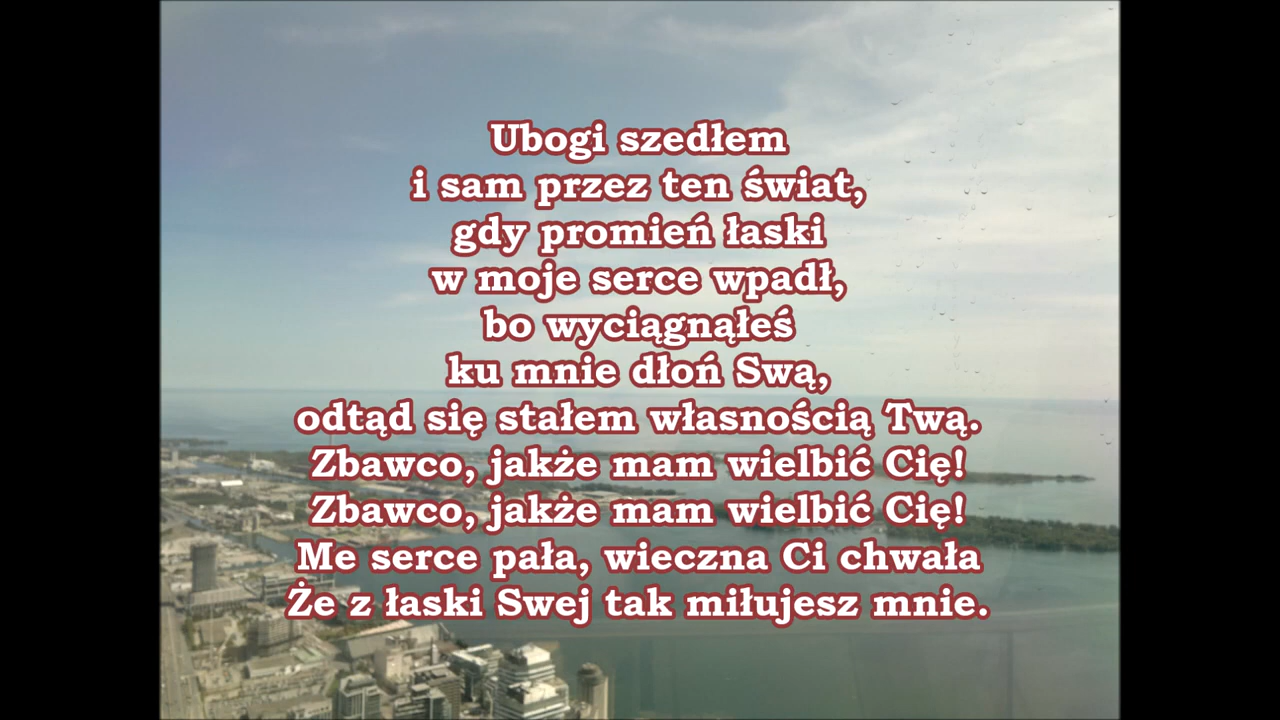 Ubogi szedłem
i sam przez ten świat,
gdy promień łaski
w moje serce wpadł,
bo wyciągnąłeś
ku mnie dłoń Swą,
odtąd się stałem własnością Twą.
Zbawco, jakże mam wielbić Cię!
Zbawco, jakże mam wielbić Cię!
Me serce pała, wieczna Ci chwała
Że z łaski Swej tak miłujesz mnie.